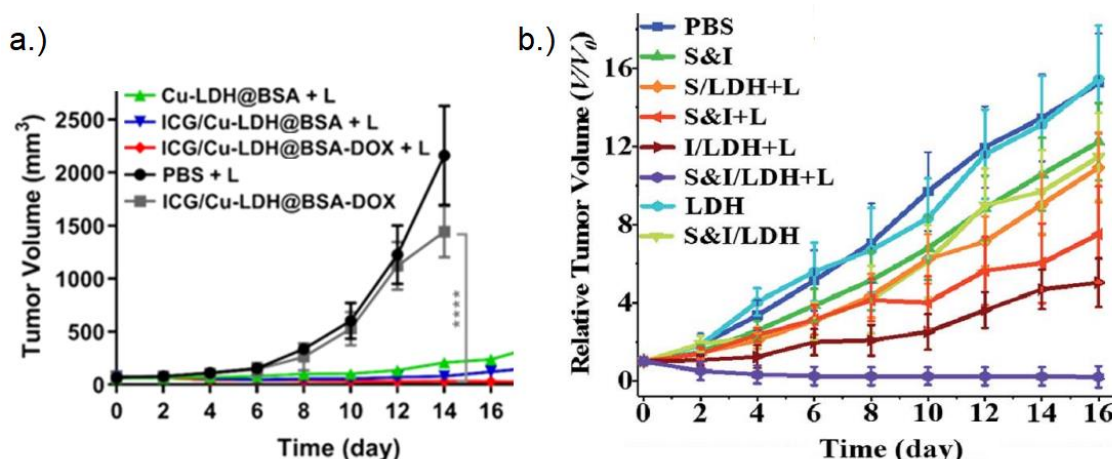 a.)
Cu-LDH@BSA + L
ICG/Cu-LDH@BSA + L
ICG/Cu-LDH@BSA-DOX + L
PBS + L
ICG/Cu-LDH@BSA-DOX
Tumor Volume (mm³)
2500
2000
1500
1000
500
0
****
0 2 4 6 8 10 12 14 16
Time (day)
b.)
PBS
S&I
S/LDH+L
S&I+L
I/LDH+L
S&I/LDH+L
LDH
S&I/LDH
Relative Tumor Volume (V/V₀)
16
12
8
4
0
0 2 4 6 8 10 12 14 16
Time (day)